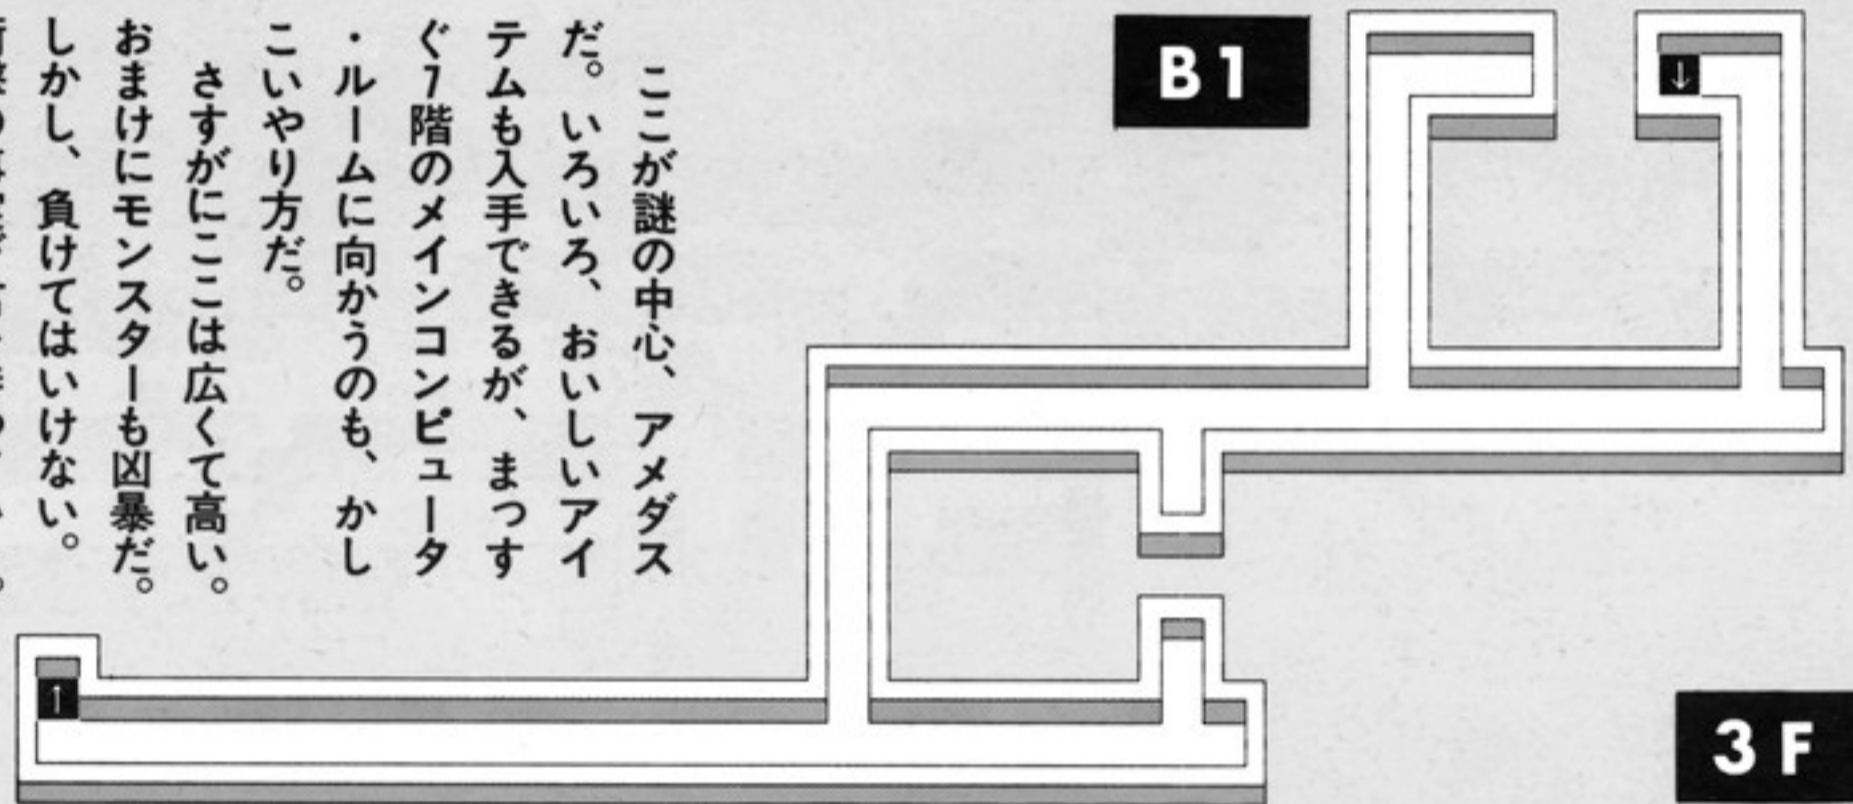 ここが謎の中心、アメダス
だ。いろいろ、おいしいアイ
テムも入手できるが、まっす
ぐ7階のメインコンピュータ
・ルームに向かうのも、かし
こいやり方だ。
さすがにここは広くて高い。
おまけにモンスターも凶暴だ。
しかし、負けてはいけない。
B1
↓
↑
3F